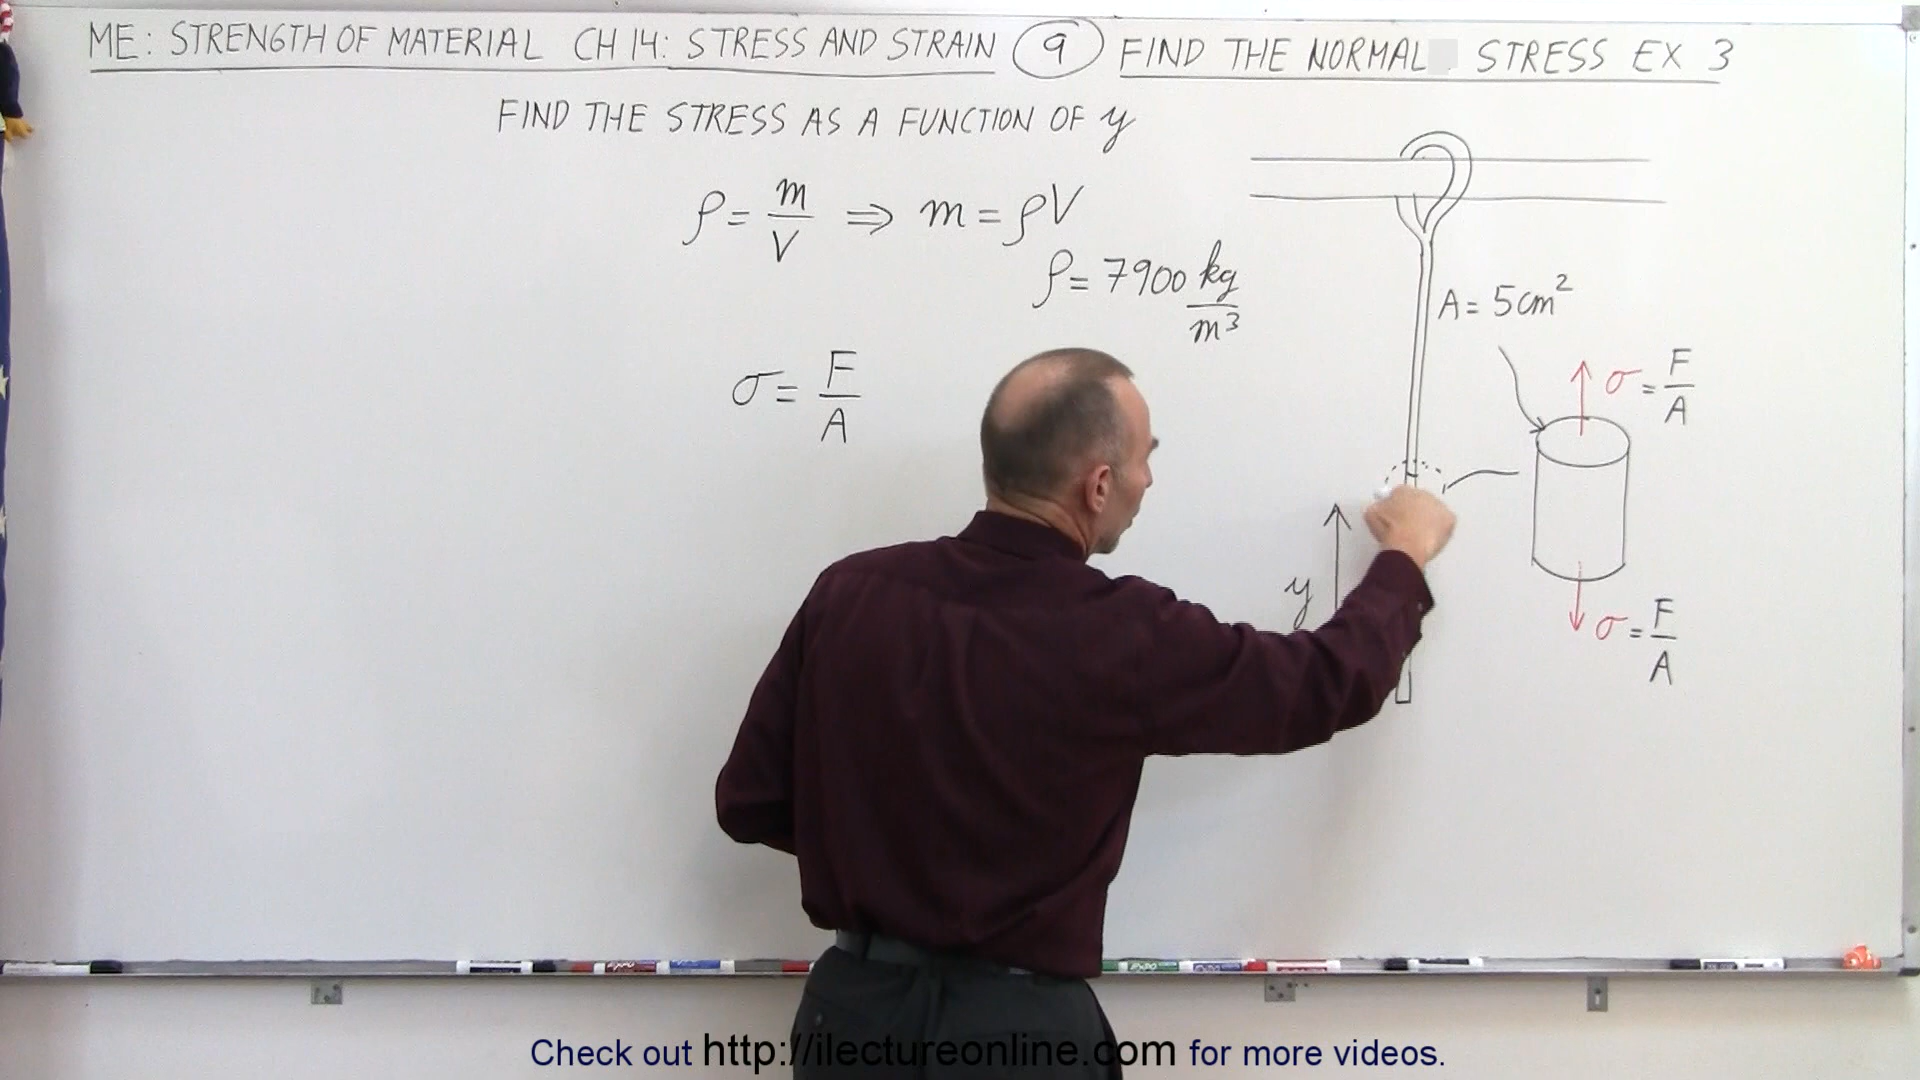 ME: STRENGTH OF MATERIAL CH 14: STRESS AND STRAIN 9 FIND THE NORMAL STRESS EX 3
FIND THE STRESS AS A FUNCTION OF y
ρ = m/V ⇒ m = ρV
ρ = 7900 kg/m³
A = 5cm²
σ = F/A
σ = F/A
y
σ = F/A
Check out http://ilectureonline.com for more videos.